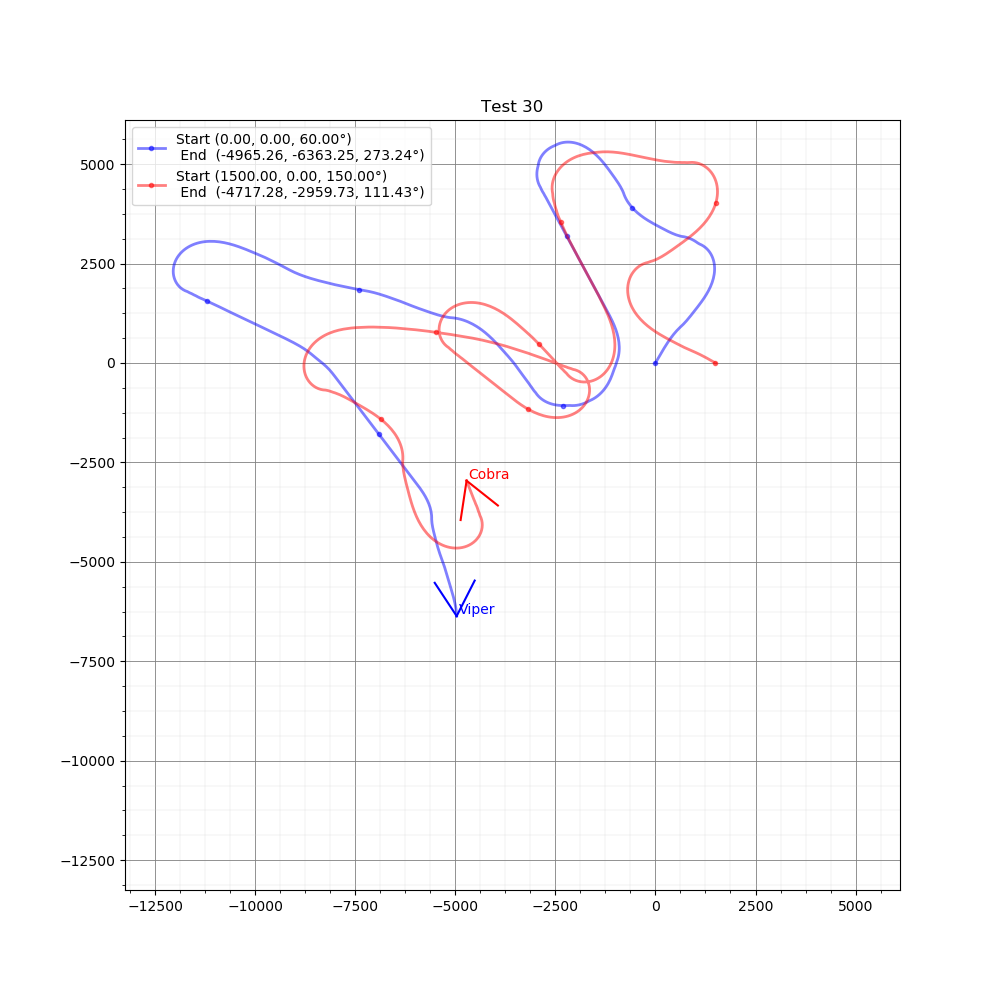 Test 30
Start (0.00, 0.00, 60.00°)
End  (-4965.26, -6363.25, 273.24°)
Start (1500.00, 0.00, 150.00°)
End  (-4717.28, -2959.73, 111.43°)
5000
2500
0
−2500
−5000
−7500
−10000
−12500
Cobra
Viper
−12500
−10000
−7500
−5000
−2500
0
2500
5000